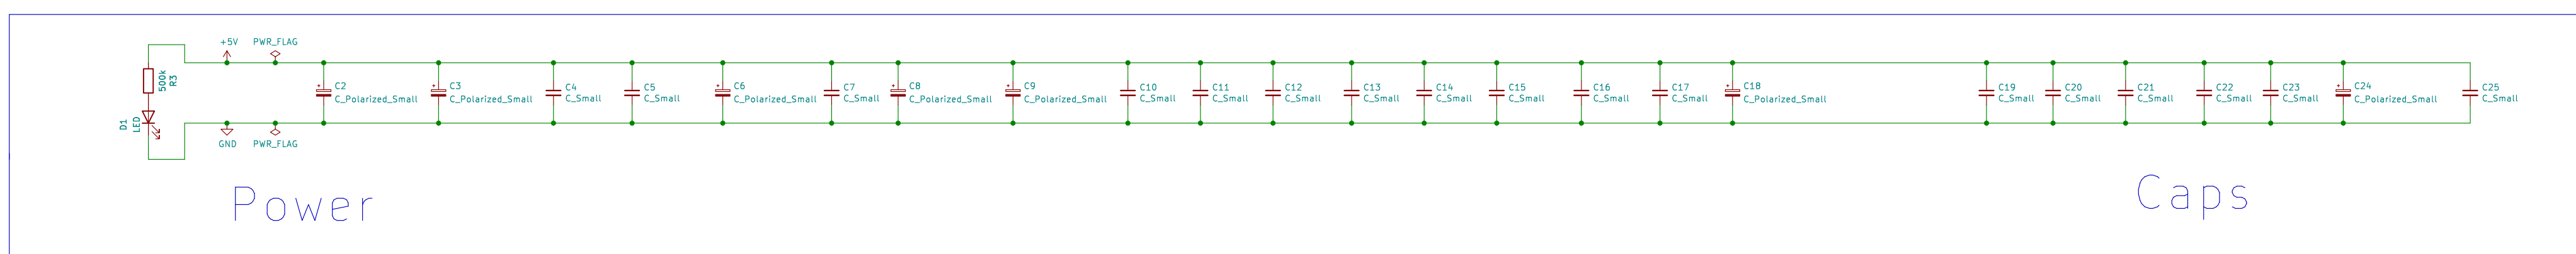 +5V
PWR_FLAG
500k
R3
D1
LED
GND
PWR_FLAG
C2
C_Polarized_Small
C3
C_Polarized_Small
C4
C_Small
C5
C_Small
C6
C_Polarized_Small
C7
C_Small
C8
C_Polarized_Small
C9
C_Polarized_Small
C10
C_Small
C11
C_Small
C12
C_Small
C13
C_Small
C14
C_Small
C15
C_Small
C16
C_Small
C17
C_Small
C18
C_Polarized_Small
C19
C_Small
C20
C_Small
C21
C_Small
C22
C_Small
C23
C_Small
C24
C_Polarized_Small
C25
C_Small
Power
Caps